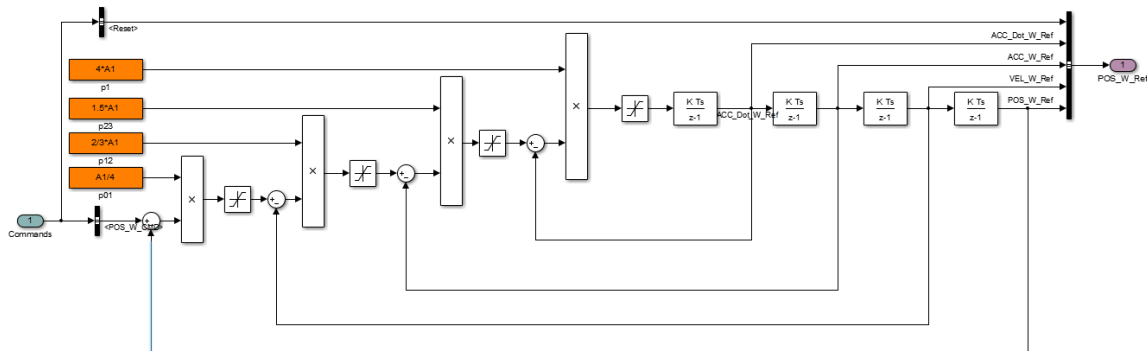 <Reset>
ACC_Dot_W_Ref
4*A1
p1
ACC_W_Ref
1
POS_W_Ref
VEL_W_Ref
1.5*A1
p23
POS_W_Ref
K Ts
z-1
ACC_Dot_W_Ref
K Ts
z-1
K Ts
z-1
K Ts
z-1
2/3*A1
p12
A1/4
p01
1
Commands